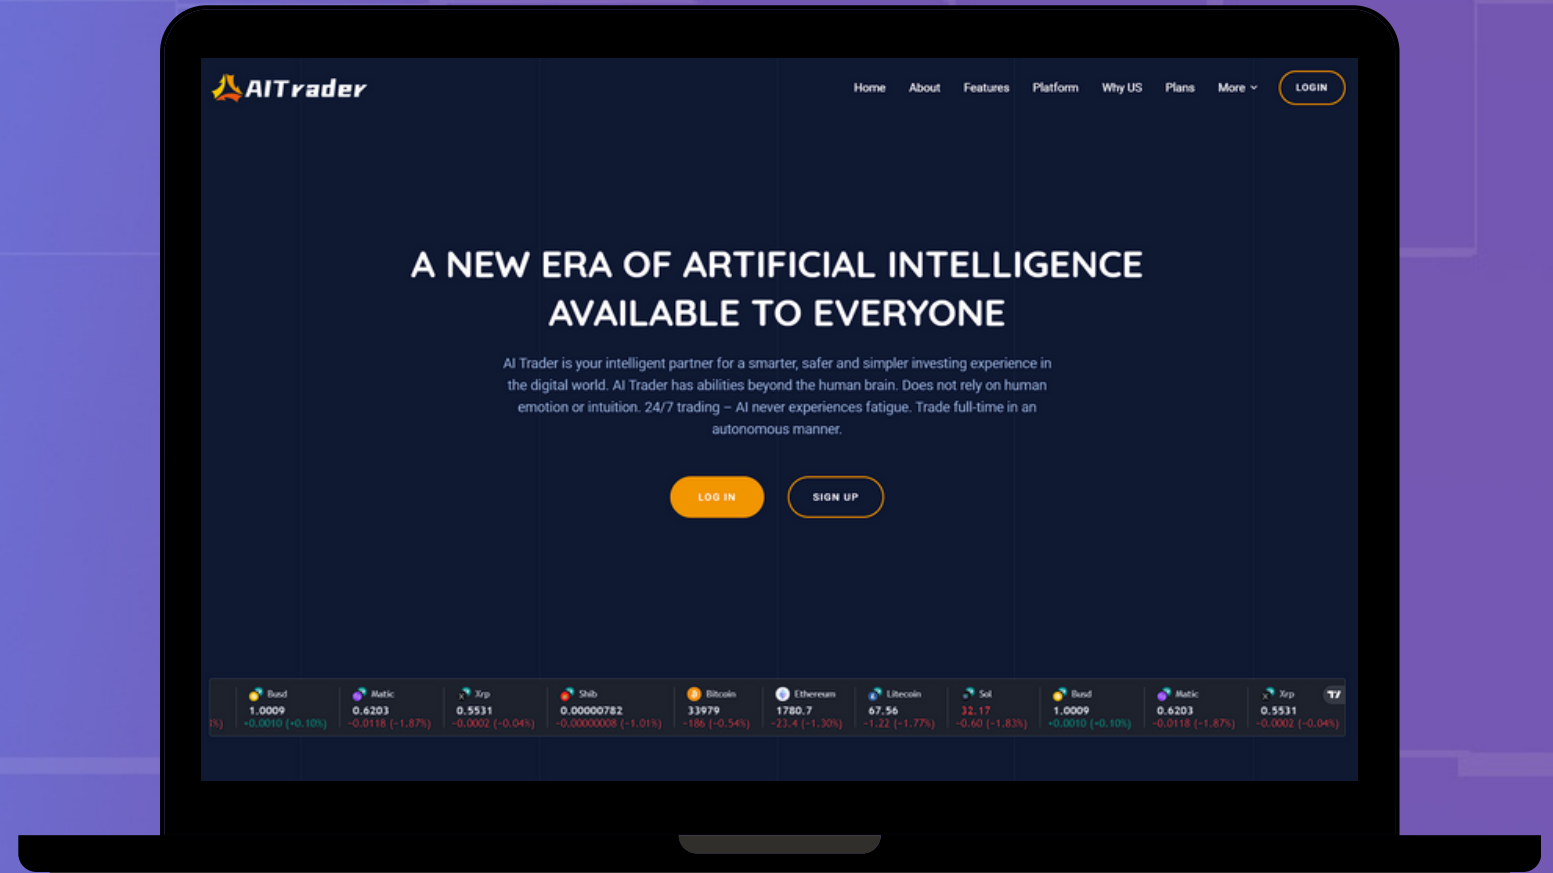 AITrader
Home About Features Platform Why US Plans More LOGIN
A NEW ERA OF ARTIFICIAL INTELLIGENCE
AVAILABLE TO EVERYONE
AI Trader is your intelligent partner for a smarter, safer and simpler investing experience in
the digital world. AI Trader has abilities beyond the human brain. Does not rely on human
emotion or intuition. 24/7 trading – AI never experiences fatigue. Trade full-time in an
autonomous manner.
LOG IN SIGN UP
Busd Matic Xrp Shib Bitcoin Ethereum Litecoin Sol Busd Matic Xrp
1.0009 0.6203 0.5531 0.00000782 33979 1780.7 67.56 32.17 1.0009 0.6203 0.5531
+0.0010 (+0.10%) -0.0118 (-1.87%) -0.0002 (-0.04%) -0.00000008 (-1.01%) -186 (-0.54%) -23.4 (-1.30%) -1.22 (-1.77%) -0.60 (-1.83%) +0.0010 (+0.10%) -0.0118 (-1.87%) -0.0002 (-0.04%)